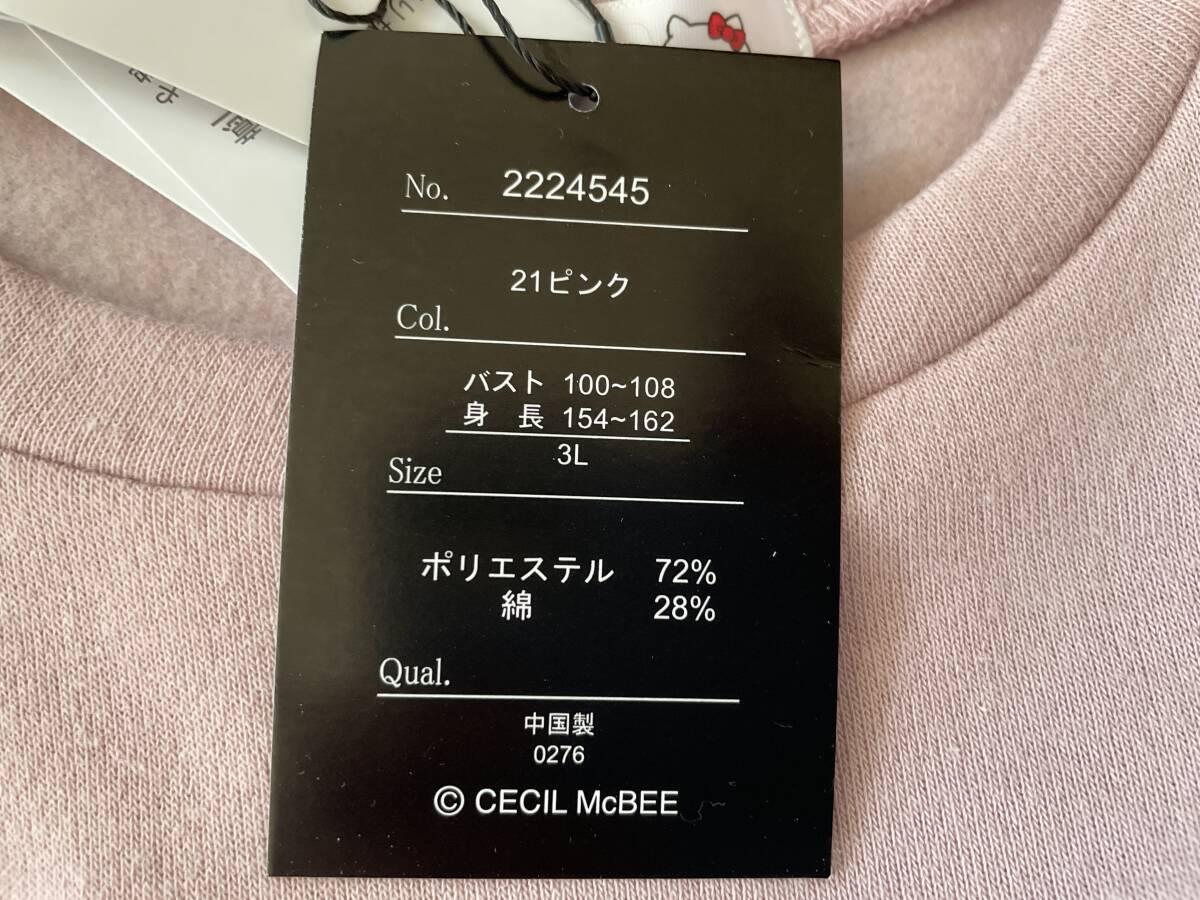 No. 2224545
21ピンク
Col.
バスト 100~108
身 長 154~162
3L
Size
ポリエステル 72%
綿 28%
Qual.
中国製
0276
© CECIL McBEE